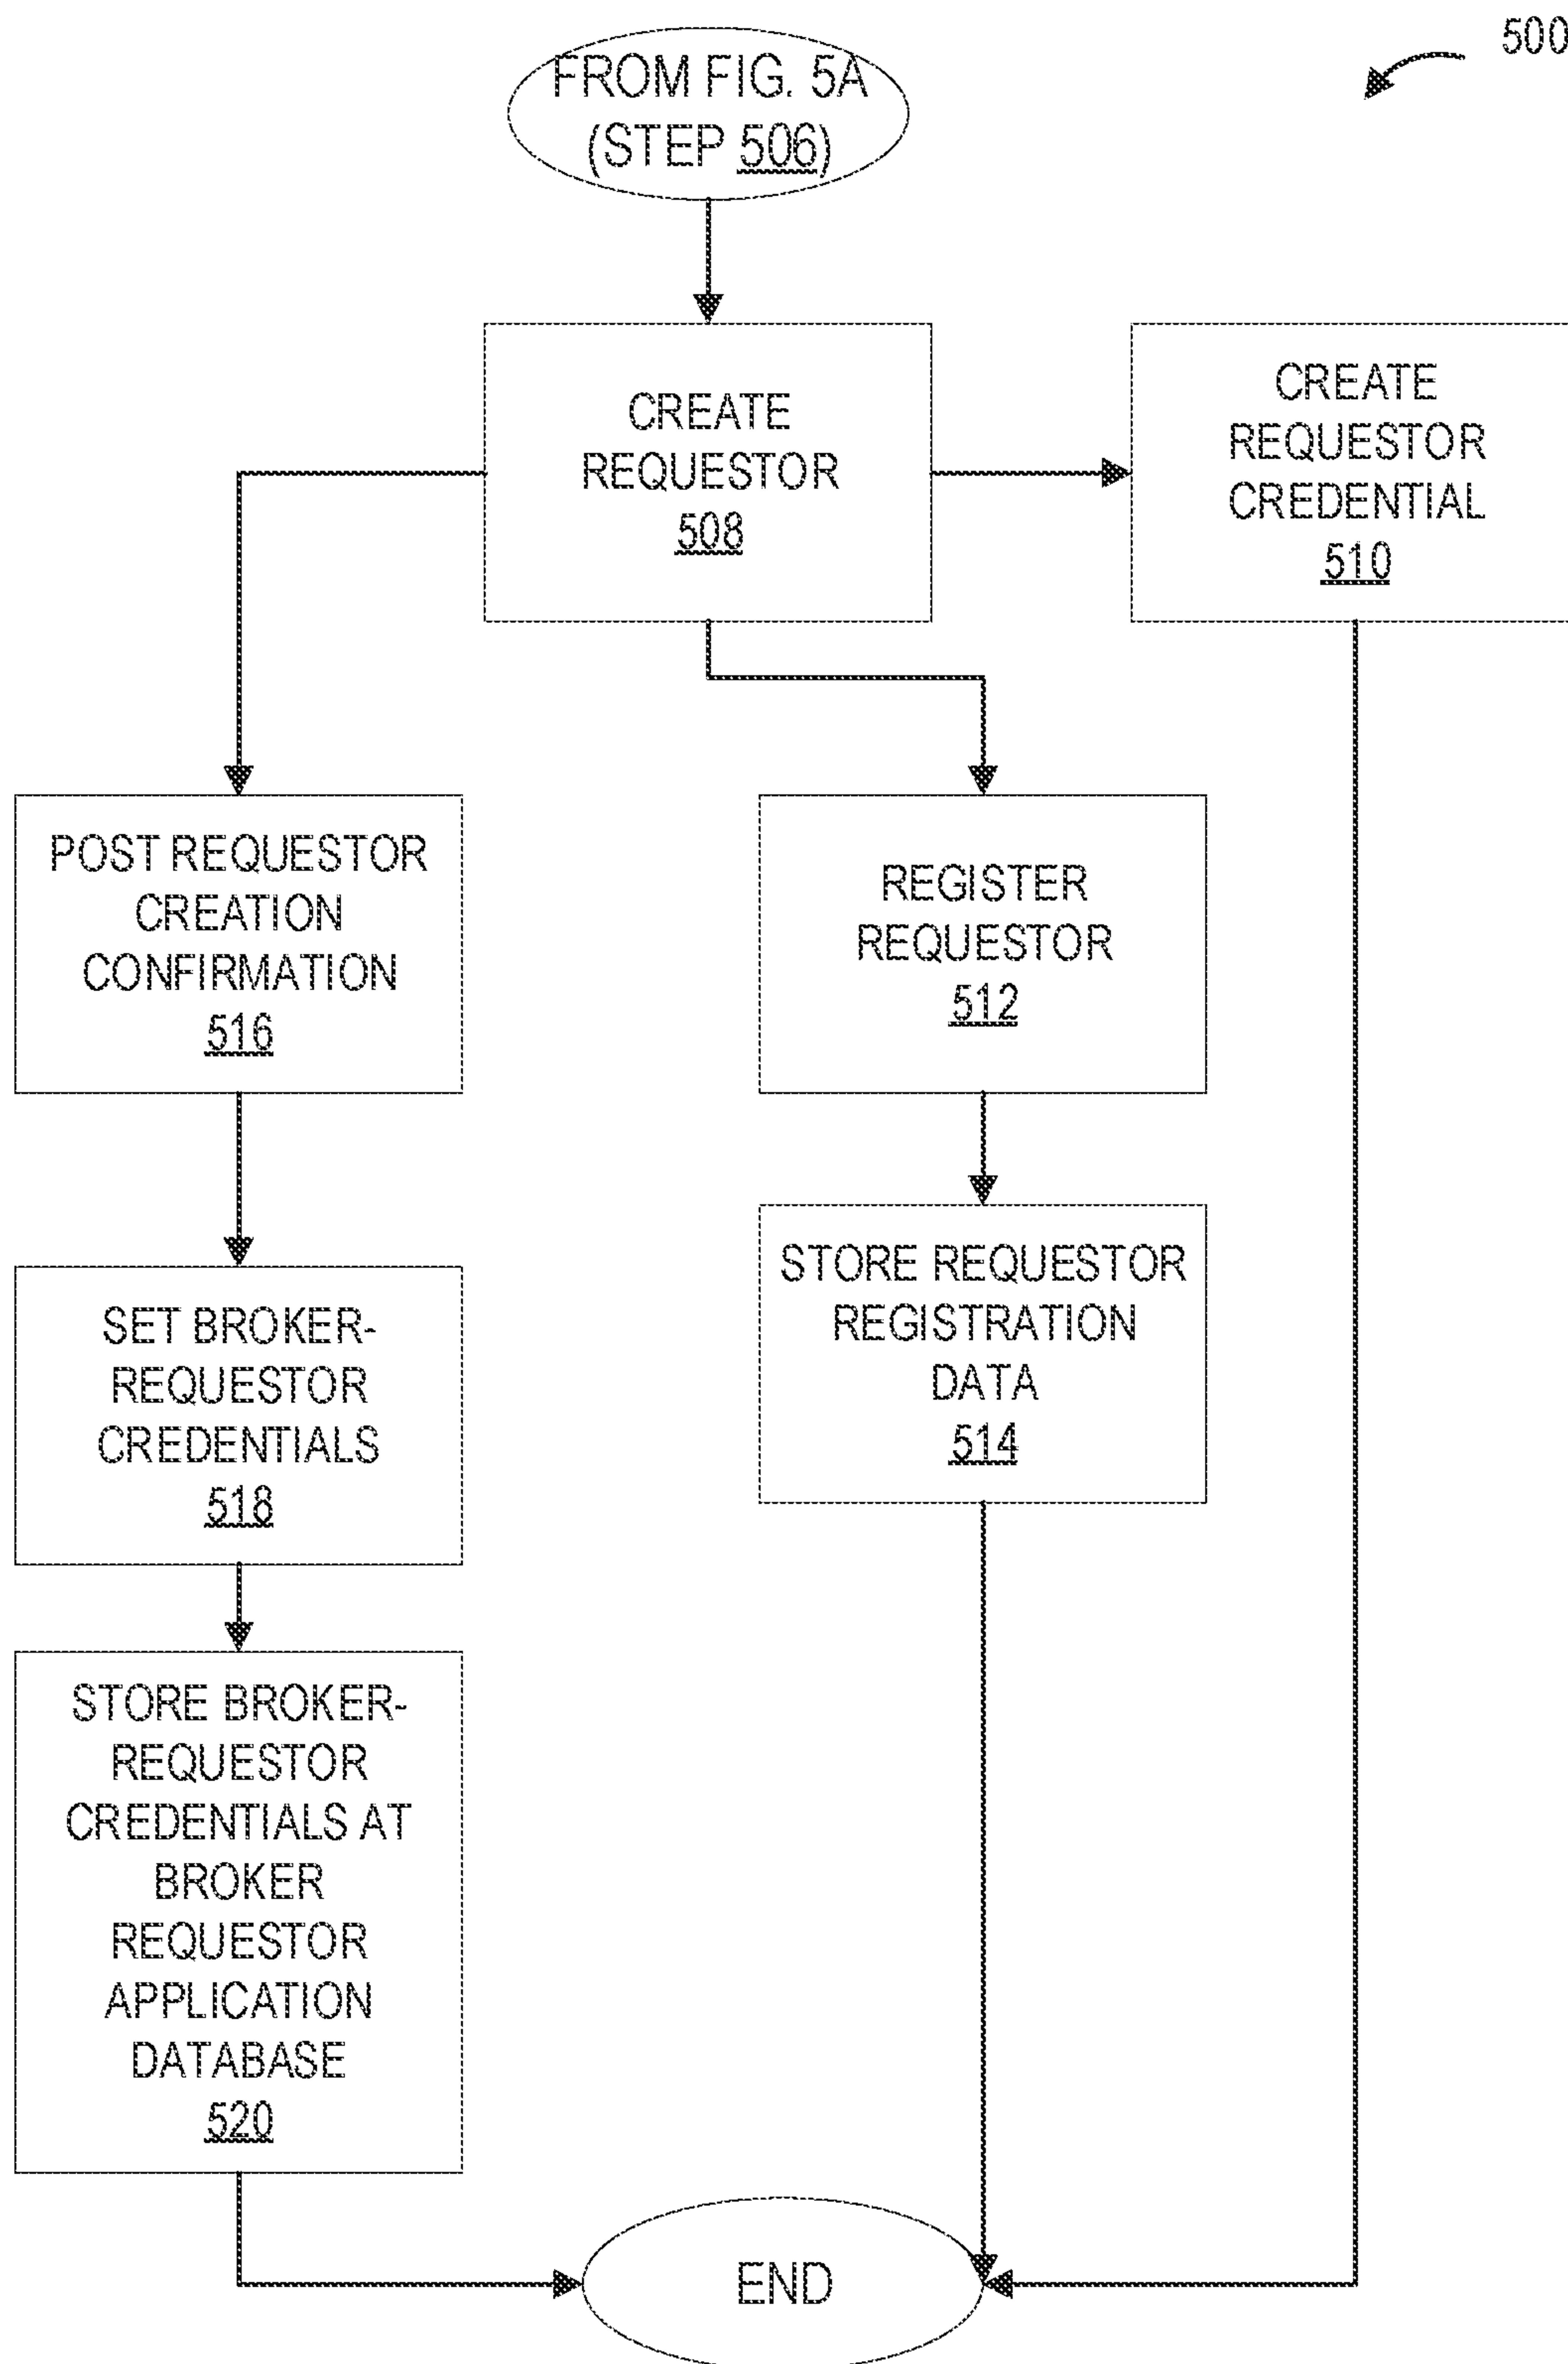 500
FROM FIG. 5A
(STEP 506)
CREATE
REQUESTOR
508
CREATE
REQUESTOR
CREDENTIAL
510
POST REQUESTOR
CREATION
CONFIRMATION
516
REGISTER
REQUESTOR
512
SET BROKER-
REQUESTOR
CREDENTIALS
518
STORE REQUESTOR
REGISTRATION
DATA
514
STORE BROKER-
REQUESTOR
CREDENTIALS AT
BROKER
REQUESTOR
APPLICATION
DATABASE
520
END